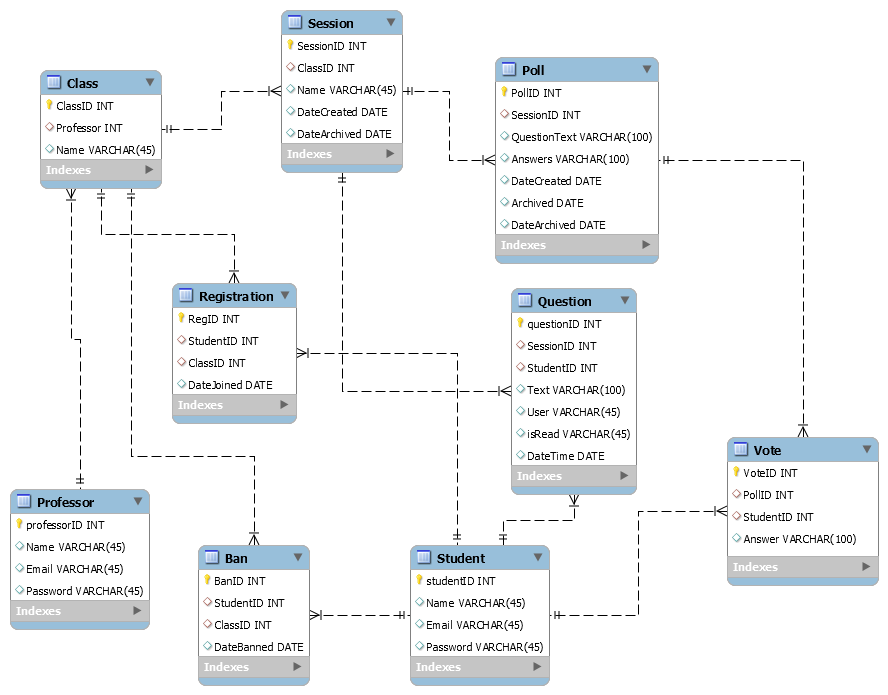 Session
SessionID INT
ClassID INT
Name VARCHAR(45)
DateCreated DATE
DateArchived DATE
Indexes
Class
ClassID INT
Professor INT
Name VARCHAR(45)
Indexes
Poll
PollID INT
SessionID INT
QuestionText VARCHAR(100)
Answers VARCHAR(100)
DateCreated DATE
Archived DATE
DateArchived DATE
Indexes
Registration
RegID INT
StudentID INT
ClassID INT
DateJoined DATE
Indexes
Question
questionID INT
SessionID INT
StudentID INT
Text VARCHAR(100)
User VARCHAR(45)
isRead VARCHAR(45)
DateTime DATE
Indexes
Vote
VoteID INT
PollID INT
StudentID INT
Answer VARCHAR(100)
Indexes
Professor
professorID INT
Name VARCHAR(45)
Email VARCHAR(45)
Password VARCHAR(45)
Indexes
Ban
BanID INT
StudentID INT
ClassID INT
DateBanned DATE
Indexes
Student
studentID INT
Name VARCHAR(45)
Email VARCHAR(45)
Password VARCHAR(45)
Indexes